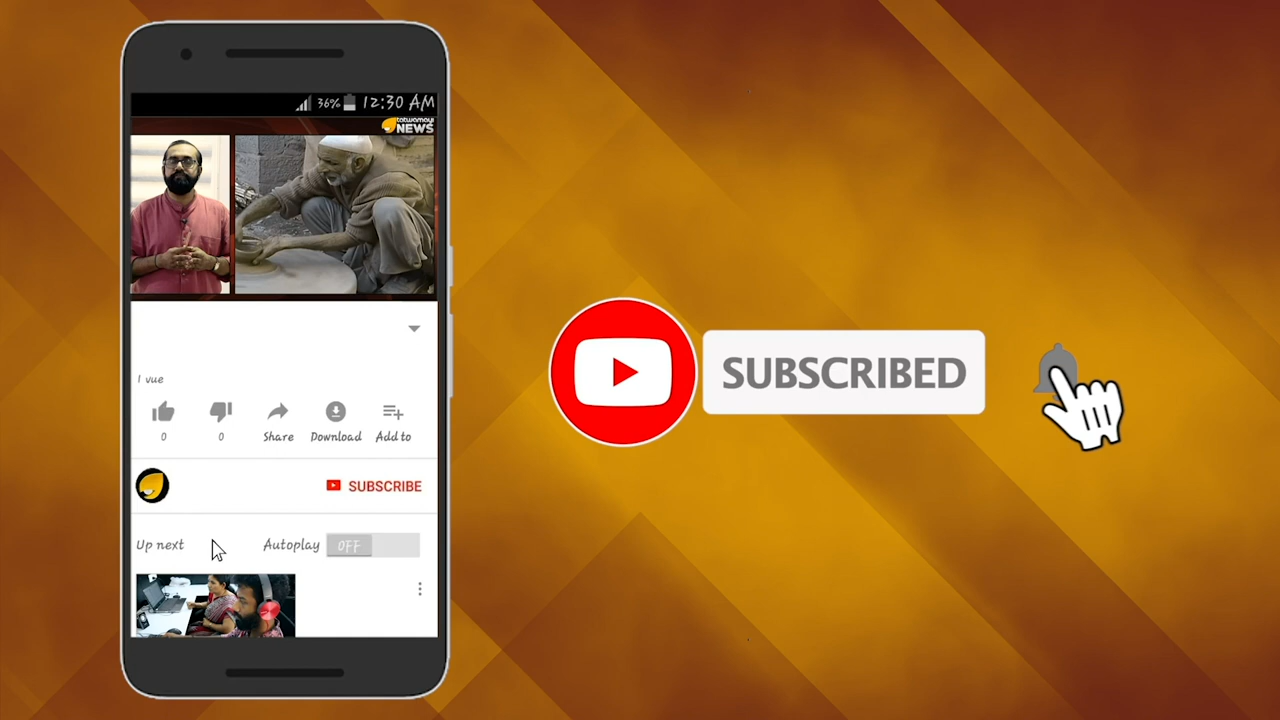 36% 12:30 AM
tatwamayi
NEWS
1 vue
0 0 Share Download Add to
SUBSCRIBE
Up next Autoplay OFF
SUBSCRIBED